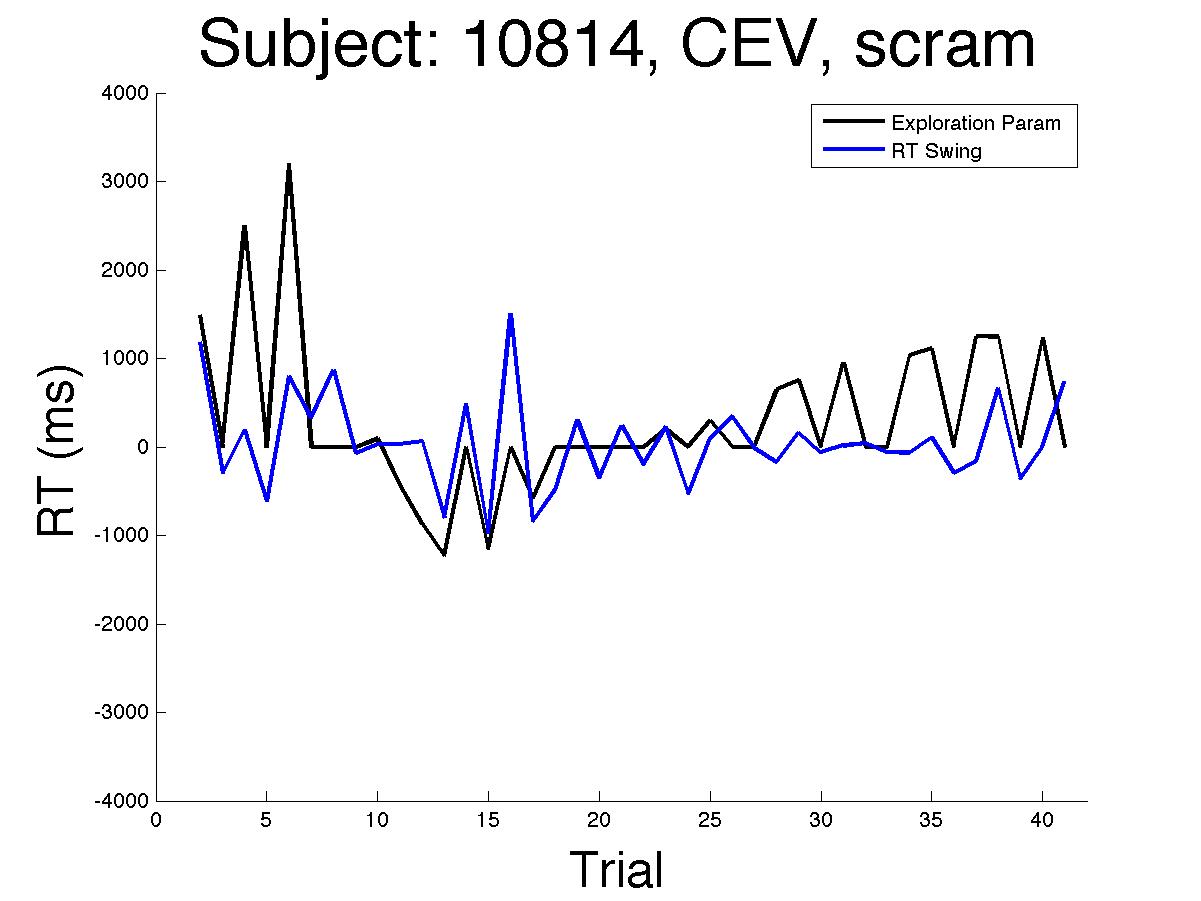 Subject: 10814, CEV, scram
4000
3000
2000
1000
0
-1000
-2000
-3000
-4000
RT (ms)
Exploration Param
RT Swing
0 5 10 15 20 25 30 35 40
Trial